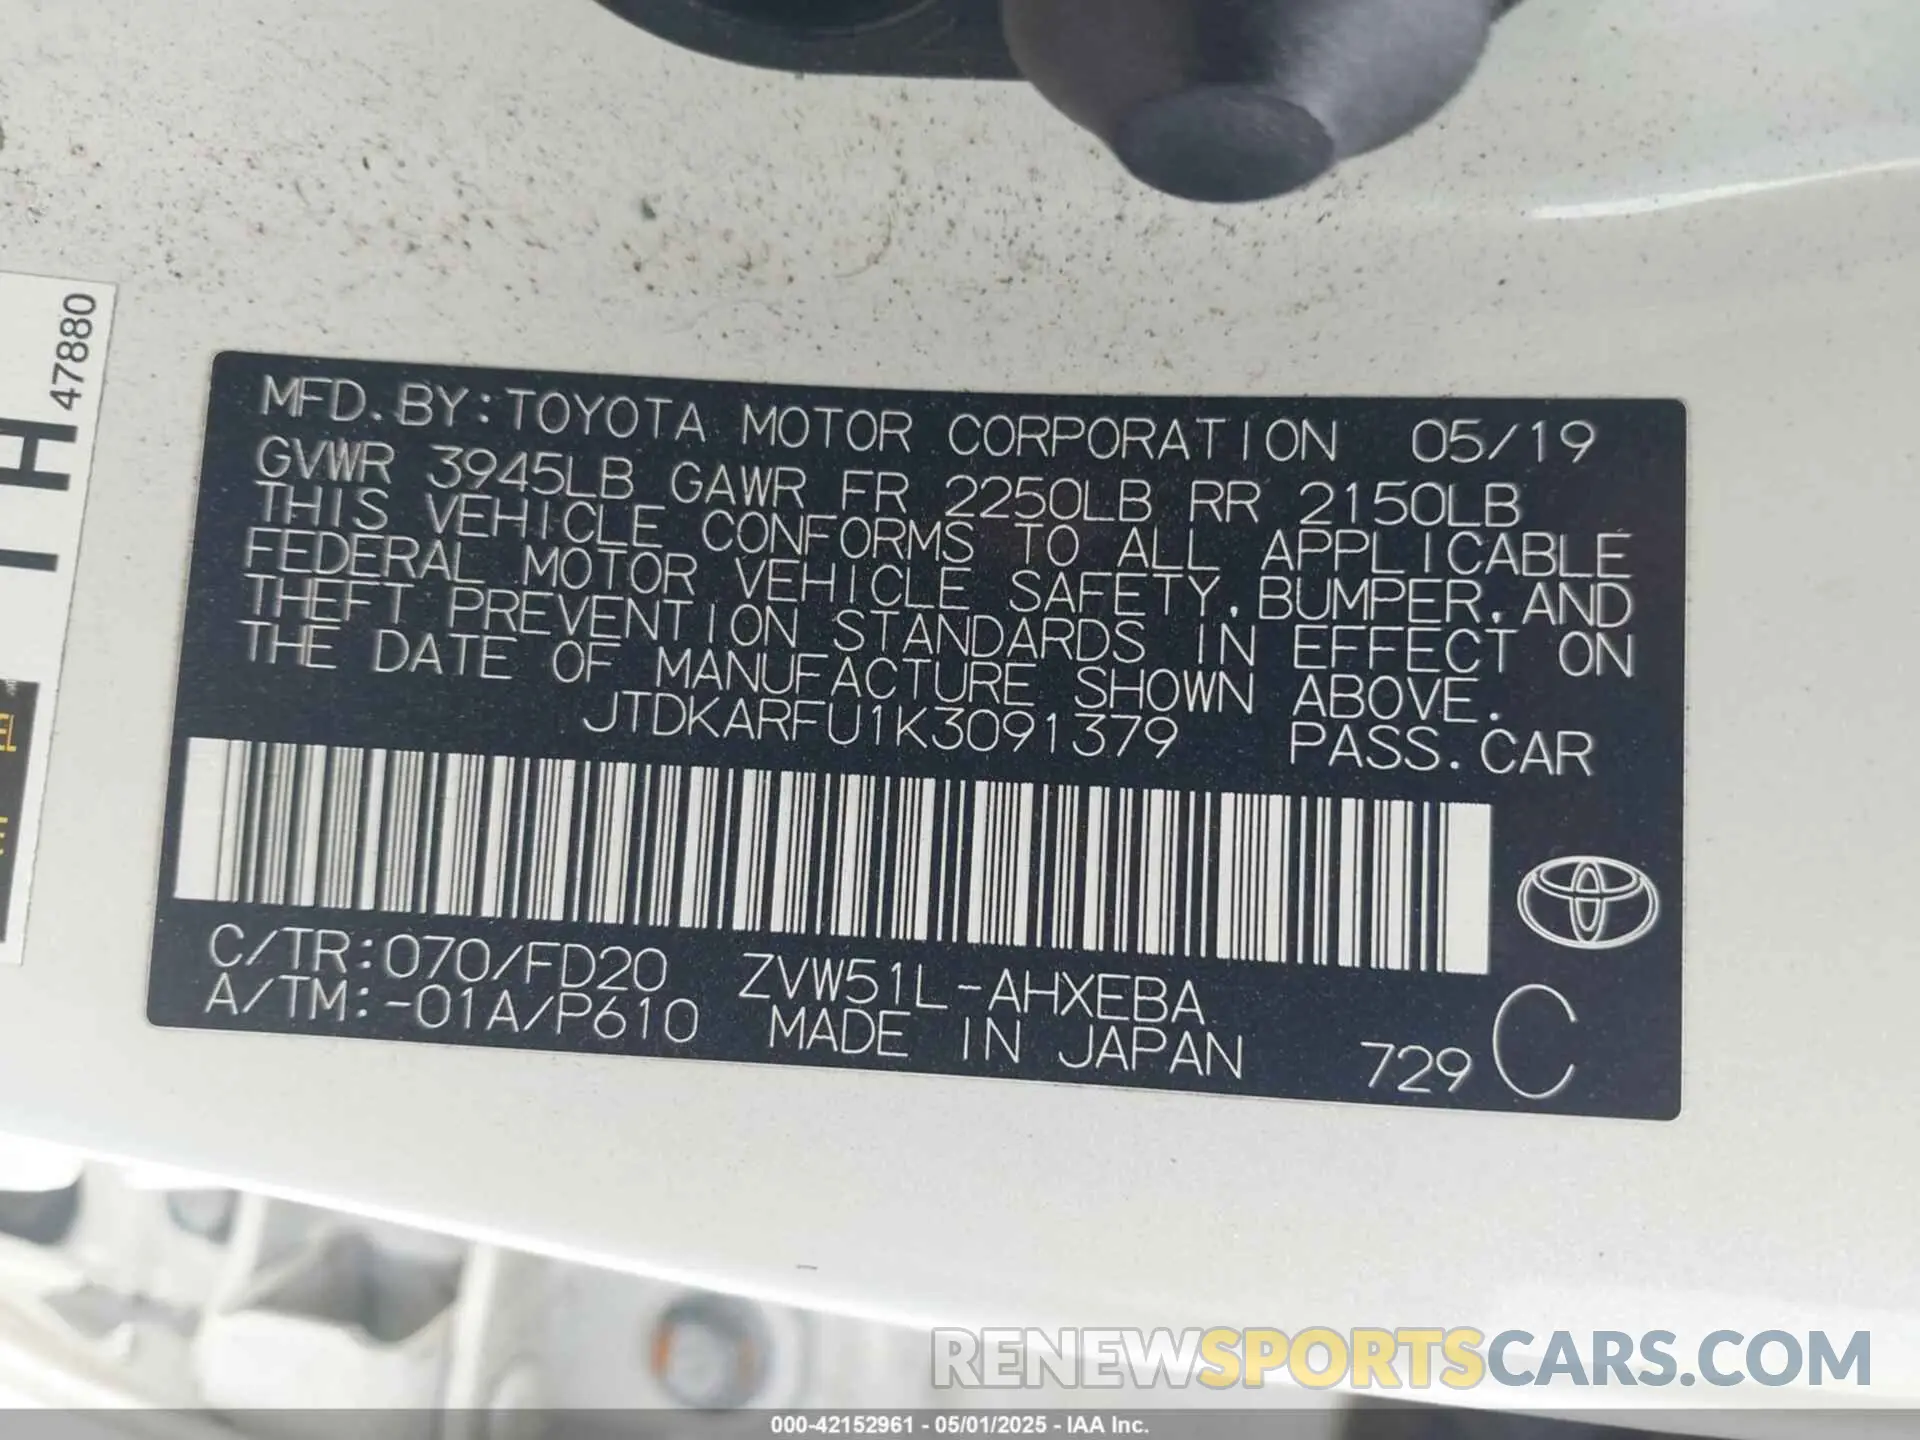 47880
TH
EL
MFD. BY: TOYOTA MOTOR CORPORATION 05/19
GVWR 3945LB GAWR FR 2250LB RR 2150LB
THIS VEHICLE CONFORMS TO ALL APPLICABLE
FEDERAL MOTOR VEHICLE SAFETY, BUMPER, AND
THEFT PREVENTION STANDARDS IN EFFECT ON
THE DATE OF MANUFACTURE SHOWN ABOVE.
JTDKARFU1K3091379 PASS. CAR
C/TR:070/FD20 ZVW51L-AHXEBA
A/TM:-01A/P610 MADE IN JAPAN 729 C
RENEWSPORTSCARS.COM
000-42152961 - 05/01/2025 - IAA Inc.